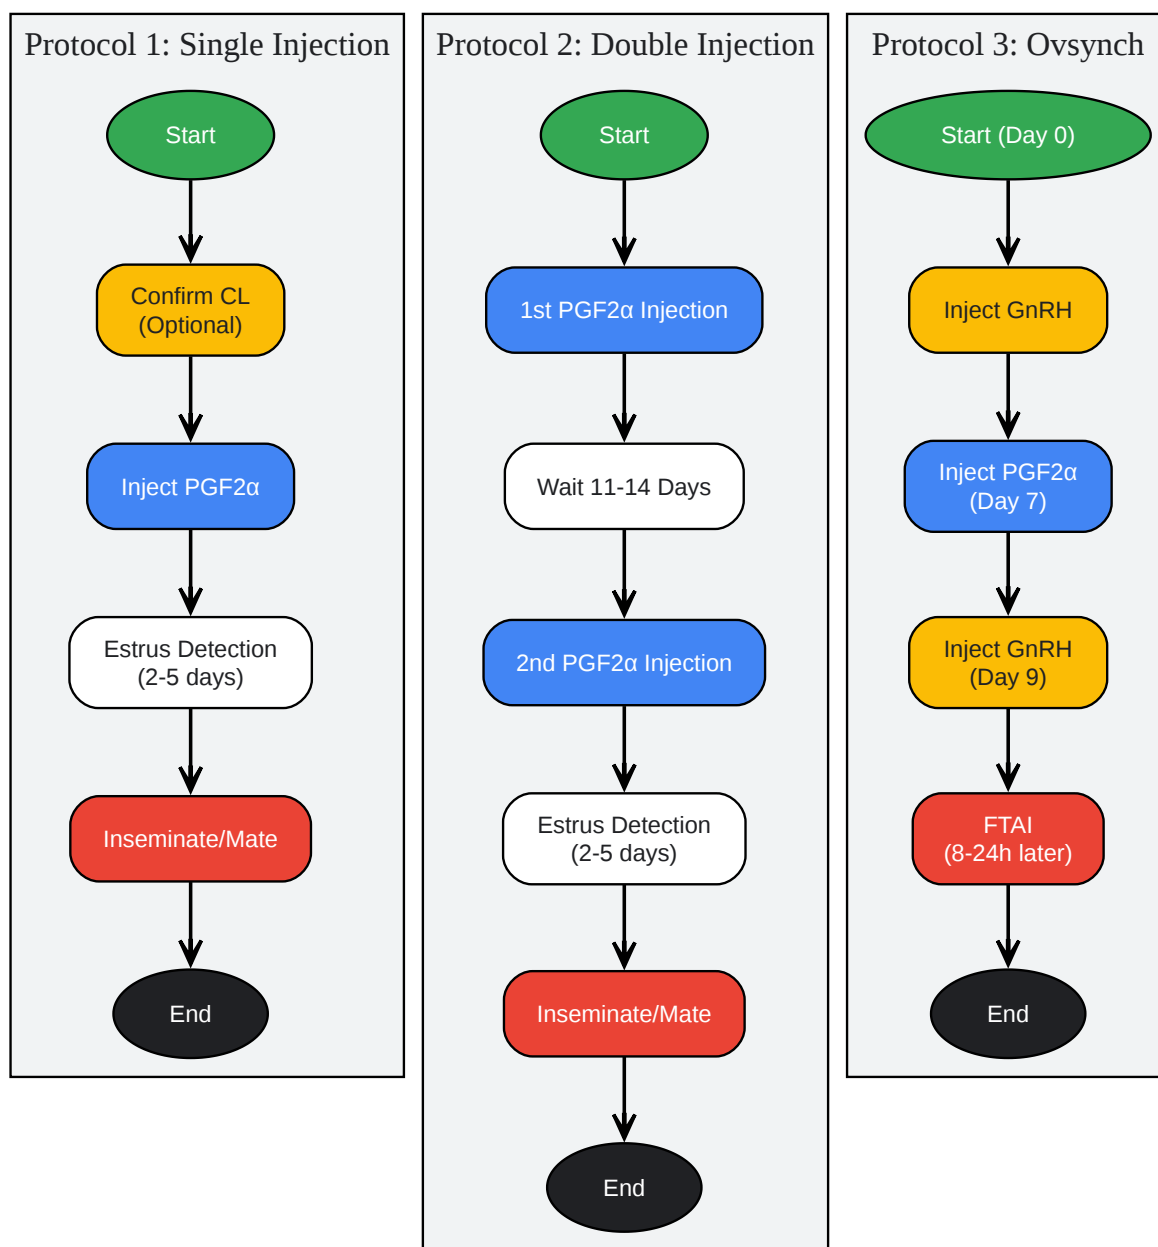 Protocol 1: Single Injection
Start
Confirm CL
(Optional)
Inject PGF2α
Estrus Detection
(2-5 days)
Inseminate/Mate
End
Protocol 2: Double Injection
Start
1st PGF2α Injection
Wait 11-14 Days
2nd PGF2α Injection
Estrus Detection
(2-5 days)
Inseminate/Mate
End
Protocol 3: Ovsynch
Start (Day 0)
Inject GnRH
Inject PGF2α
(Day 7)
Inject GnRH
(Day 9)
FTAI
(8-24h later)
End